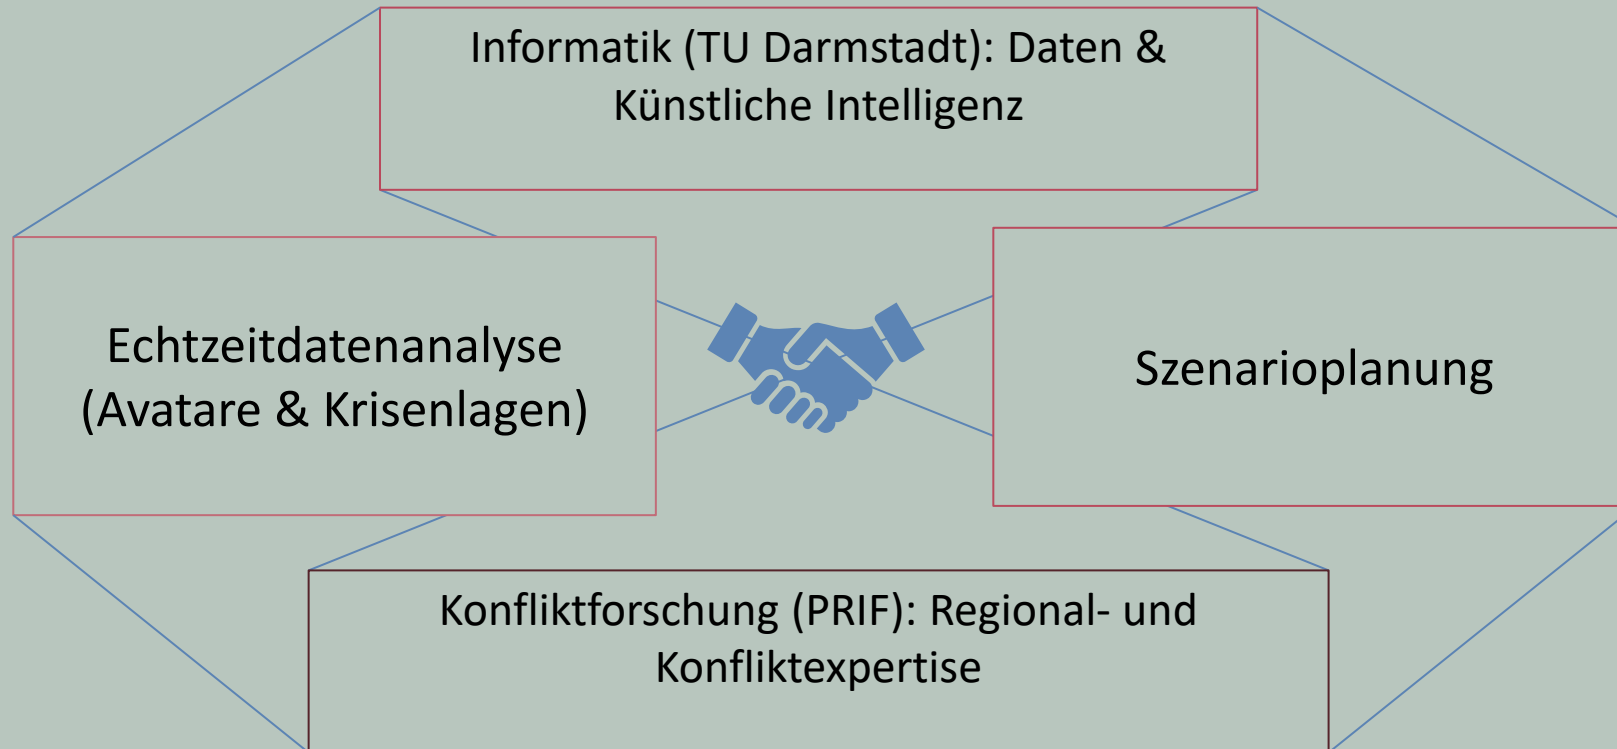 Informatik (TU Darmstadt): Daten &
Künstliche Intelligenz
Echtzeitdatenanalyse
(Avatare & Krisenlagen)
Szenarioplanung
Konfliktforschung (PRIF): Regional- und
Konfliktexpertise